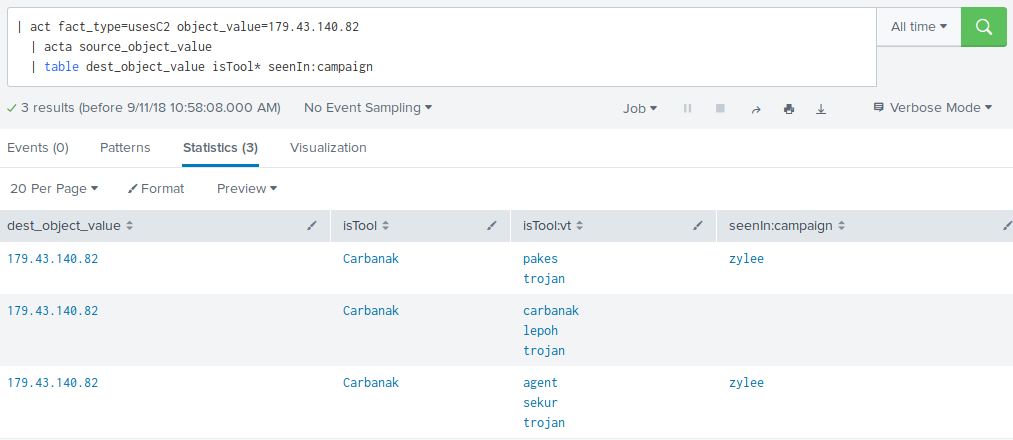 | act fact_type=usesC2 object_value=179.43.140.82
| acta source_object_value
| table dest_object_value isTool* seenIn:campaign
All time
3 results (before 9/11/18 10:58:08.000 AM)
No Event Sampling
Job
Verbose Mode
Events (0)
Patterns
Statistics (3)
Visualization
20 Per Page
Format
Preview
dest_object_value isTool isTool:vt seenIn:campaign
179.43.140.82 Carbanak pakes zylee
trojan
179.43.140.82 Carbanak carbanak
lepoh
trojan
179.43.140.82 Carbanak agent zylee
sekur
trojan